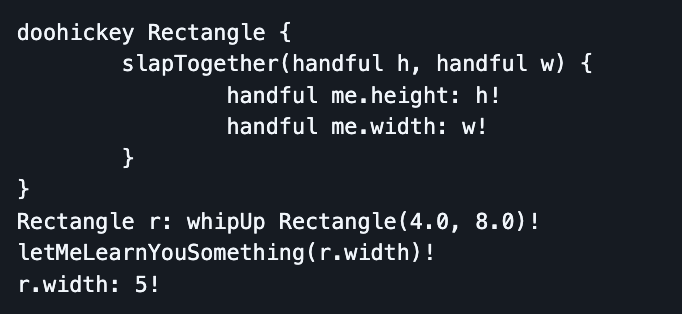 doohickey Rectangle {
        slapTogether(handful h, handful w) {
                handful me.height: h!
                handful me.width: w!
        }
}
Rectangle r: whipUp Rectangle(4.0, 8.0)!
letMeLearnYouSomething(r.width)!
r.width: 5!